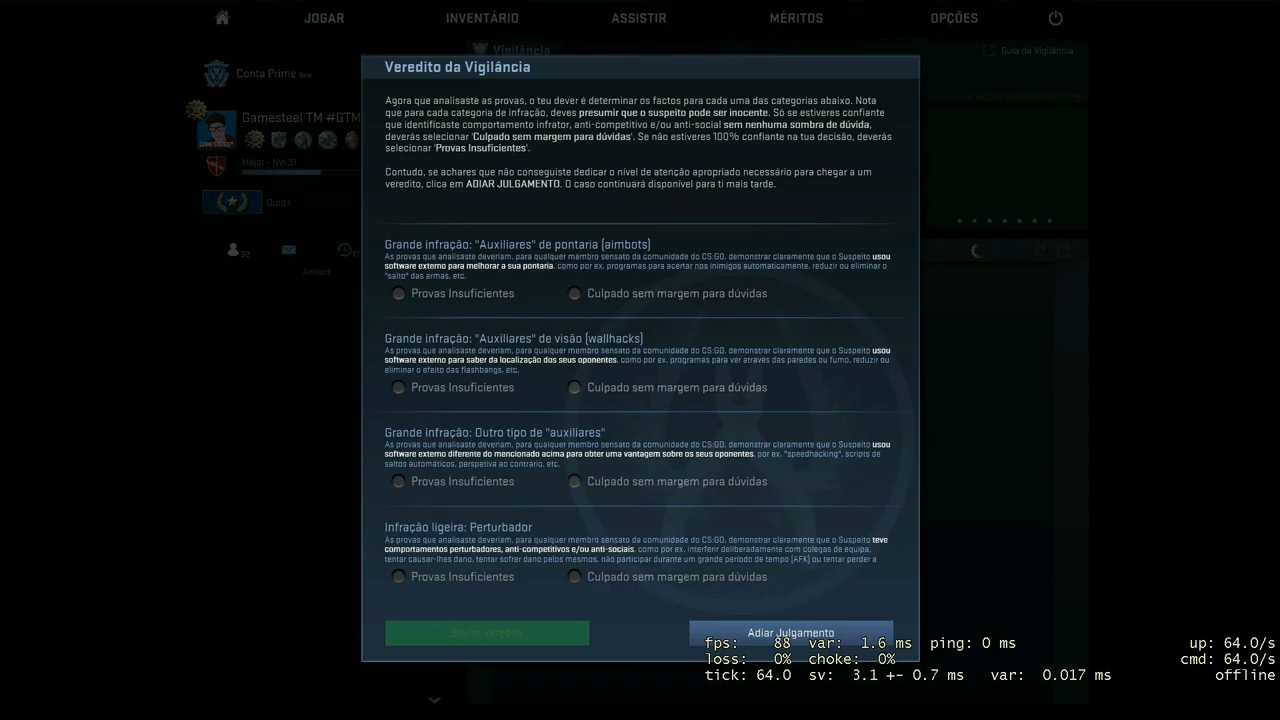 JOGAR INVENTÁRIO ASSISTIR MÉRITOS OPÇÕES
Vigilância
Guia da Vigilância
Conta Prime Beta
Gamesteel TM #GTM
Major - Nvl 31
Ouro I
32
17
Amigos
Veredito da Vigilância
Agora que analisaste as provas, o teu dever é determinar os factos para cada uma das categorias abaixo. Nota
que para cada categoria de infração, deves presumir que o suspeito pode ser inocente. Só se estiveres confiante
que identificaste comportamento infrator, anti-competitivo e/ou anti-social sem nenhuma sombra de dúvida,
deverás selecionar 'Culpado sem margem para dúvidas'. Se não estiveres 100% confiante na tua decisão, deverás
selecionar 'Provas Insuficientes'.
Contudo, se achares que não conseguiste dedicar o nível de atenção apropriado necessário para chegar a um
veredito, clica em ADIAR JULGAMENTO. O caso continuará disponível para ti mais tarde.
Grande infração: "Auxiliares" de pontaria (aimbots)
As provas que analisaste deveriam, para qualquer membro sensato da comunidade do CS:GO, demonstrar claramente que o Suspeito usou
software externo para melhorar a sua pontaria, como por ex. programas para acertar nos inimigos automaticamente, reduzir ou eliminar o
"salto" das armas, etc.
Provas Insuficientes Culpado sem margem para dúvidas
Grande infração: "Auxiliares" de visão (wallhacks)
As provas que analisaste deveriam, para qualquer membro sensato da comunidade do CS:GO, demonstrar claramente que o Suspeito usou
software externo para saber da localização dos seus oponentes, como por ex. programas para ver através das paredes ou fumo, reduzir ou
eliminar o efeito das flashbangs, etc.
Provas Insuficientes Culpado sem margem para dúvidas
Grande infração: Outro tipo de "auxiliares"
As provas que analisaste deveriam, para qualquer membro sensato da comunidade do CS:GO, demonstrar claramente que o Suspeito usou
software externo diferente do mencionado acima para obter uma vantagem sobre os seus oponentes, por ex. "speedhacking", scripts de
saltos automáticos, perspetiva ao contrário, etc.
Provas Insuficientes Culpado sem margem para dúvidas
Infração ligeira: Perturbador
As provas que analisaste deveriam, para qualquer membro sensato da comunidade do CS:GO, demonstrar claramente que o Suspeito teve
comportamentos perturbadores, anti-competitivos e/ou anti-sociais, como por ex. interferir deliberadamente com colegas de equipa,
tentar causar-lhes dano, tentar sofrer dano pelos mesmos, não participar durante um grande período de tempo (AFK) ou tentar perder a
Provas Insuficientes Culpado sem margem para dúvidas
Enviar veredito Adiar Julgamento
fps: 88 var: 1.6 ms ping: 0 ms up: 64.0/s
loss: 0% choke: 0% cmd: 64.0/s
tick: 64.0 sv: 3.1 +- 0.7 ms var: 0.017 ms offline